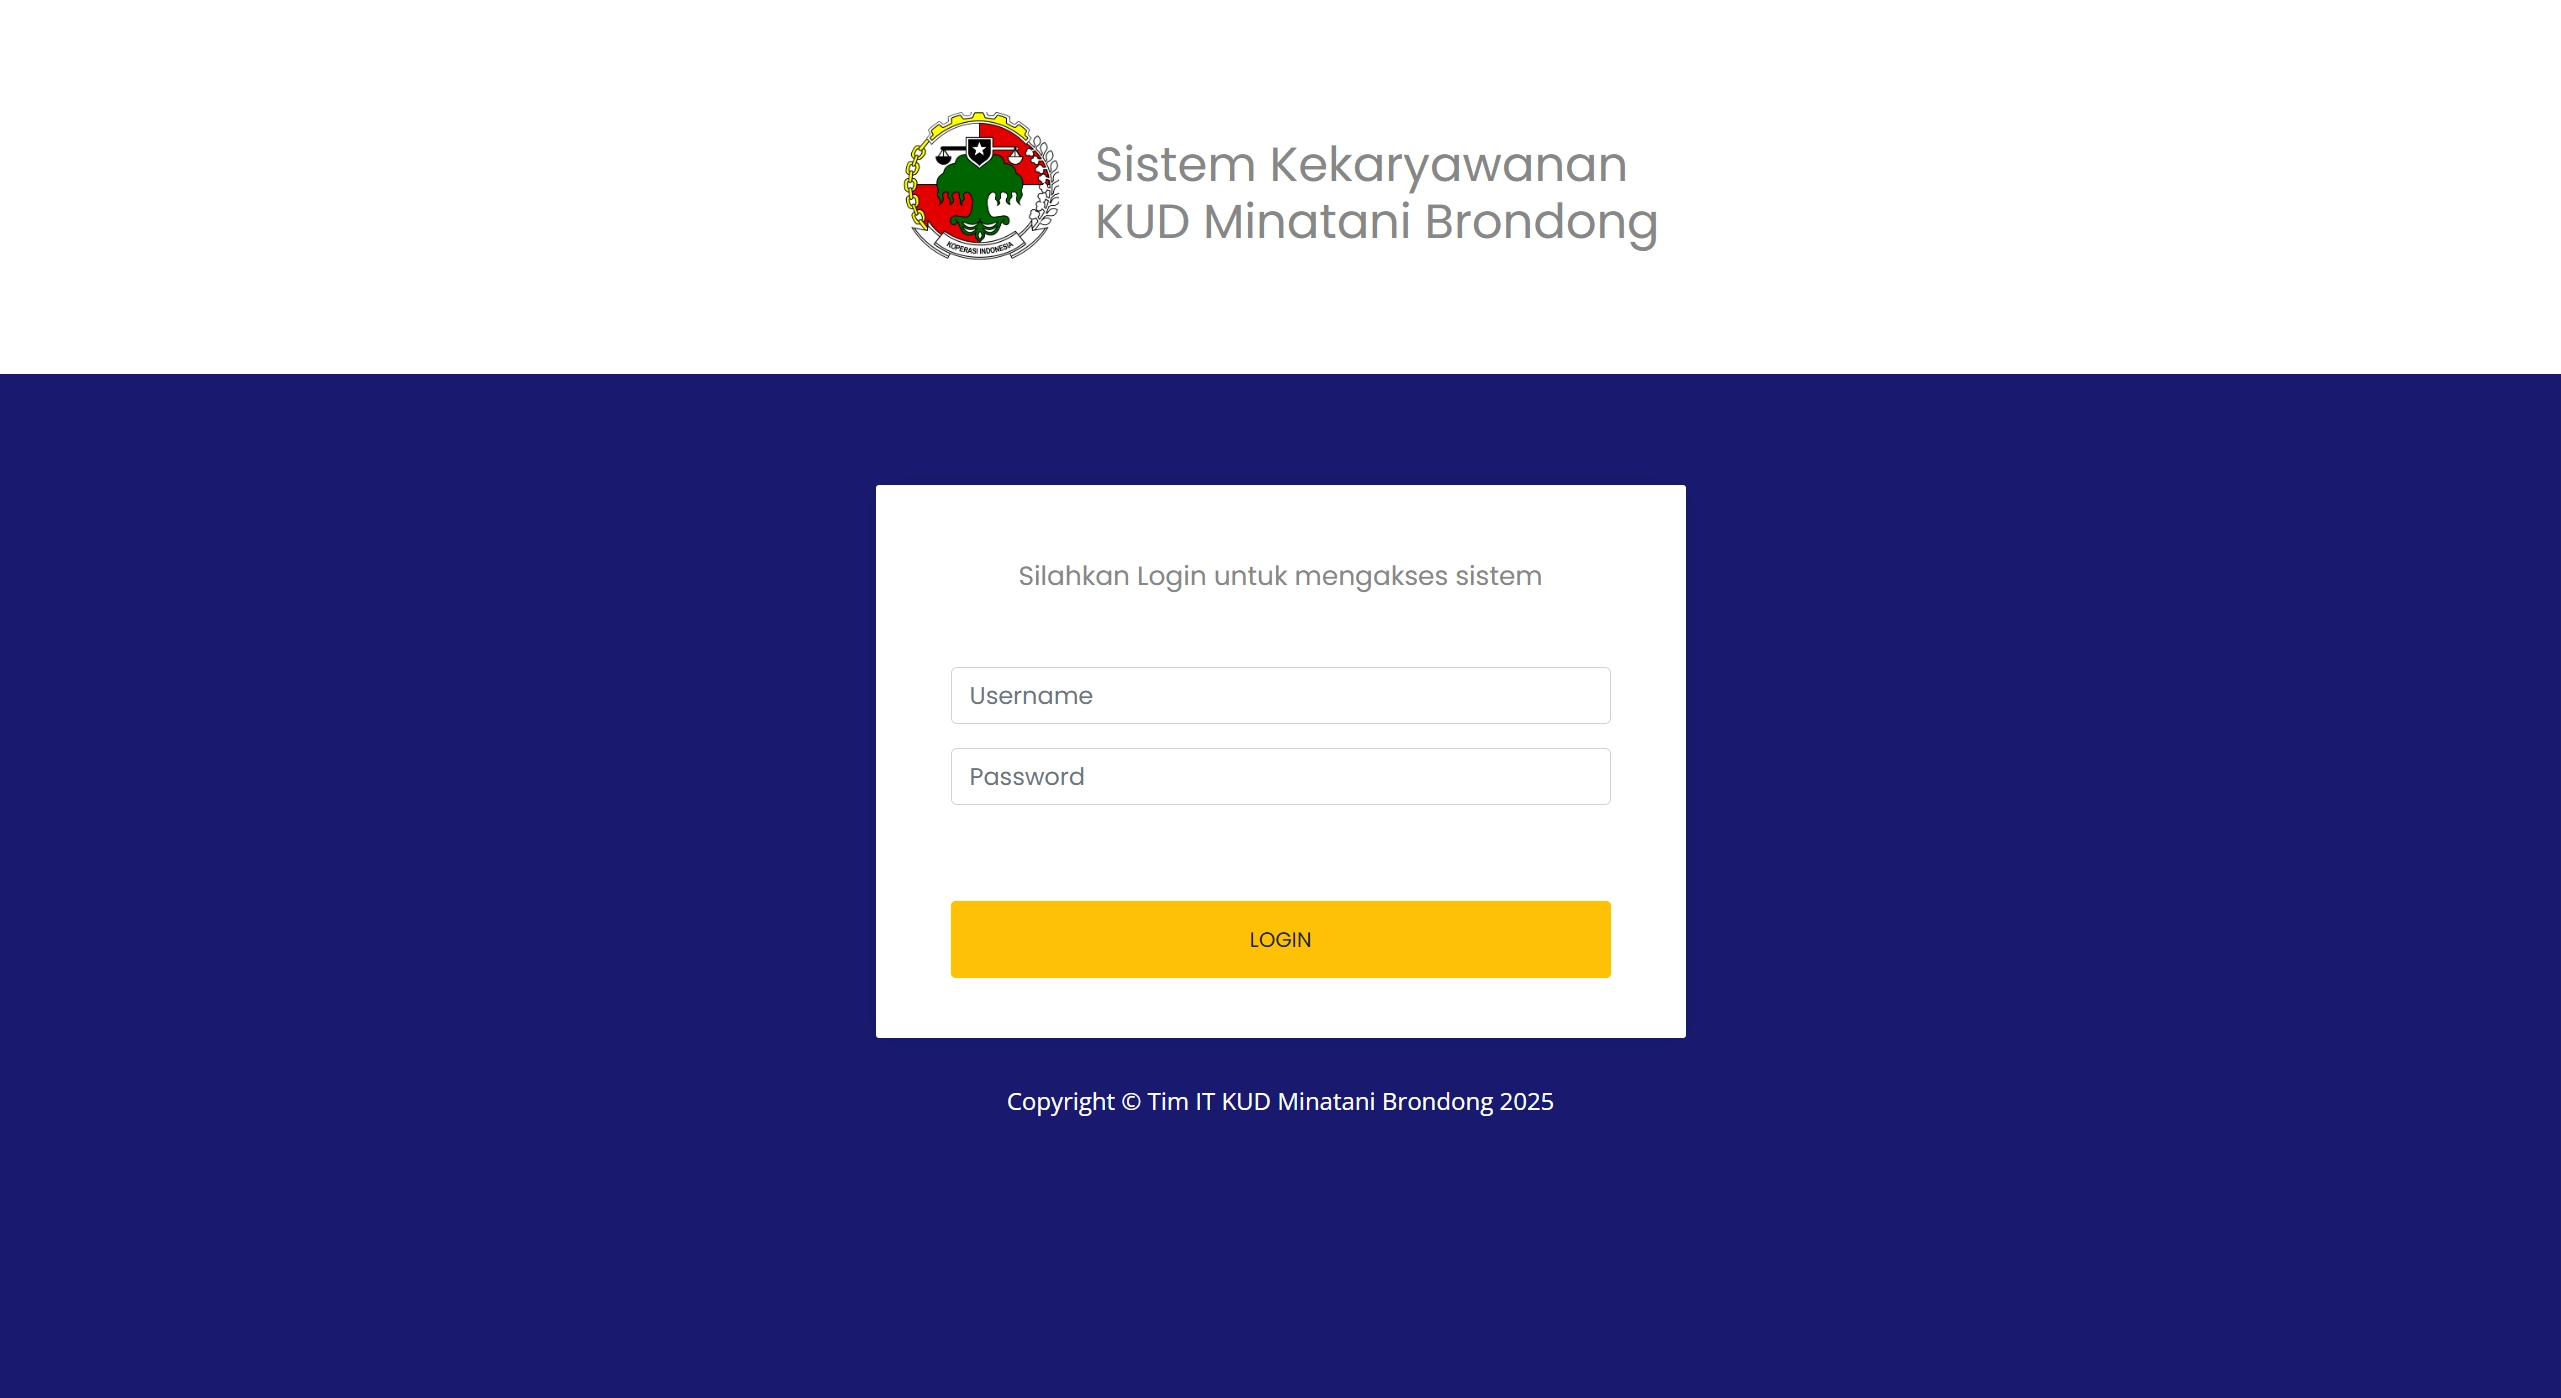 KOPERASI INDONESIA
Sistem Kekaryawanan
KUD Minatani Brondong
Silahkan Login untuk mengakses sistem
Username
Password
LOGIN
Copyright © Tim IT KUD Minatani Brondong 2025